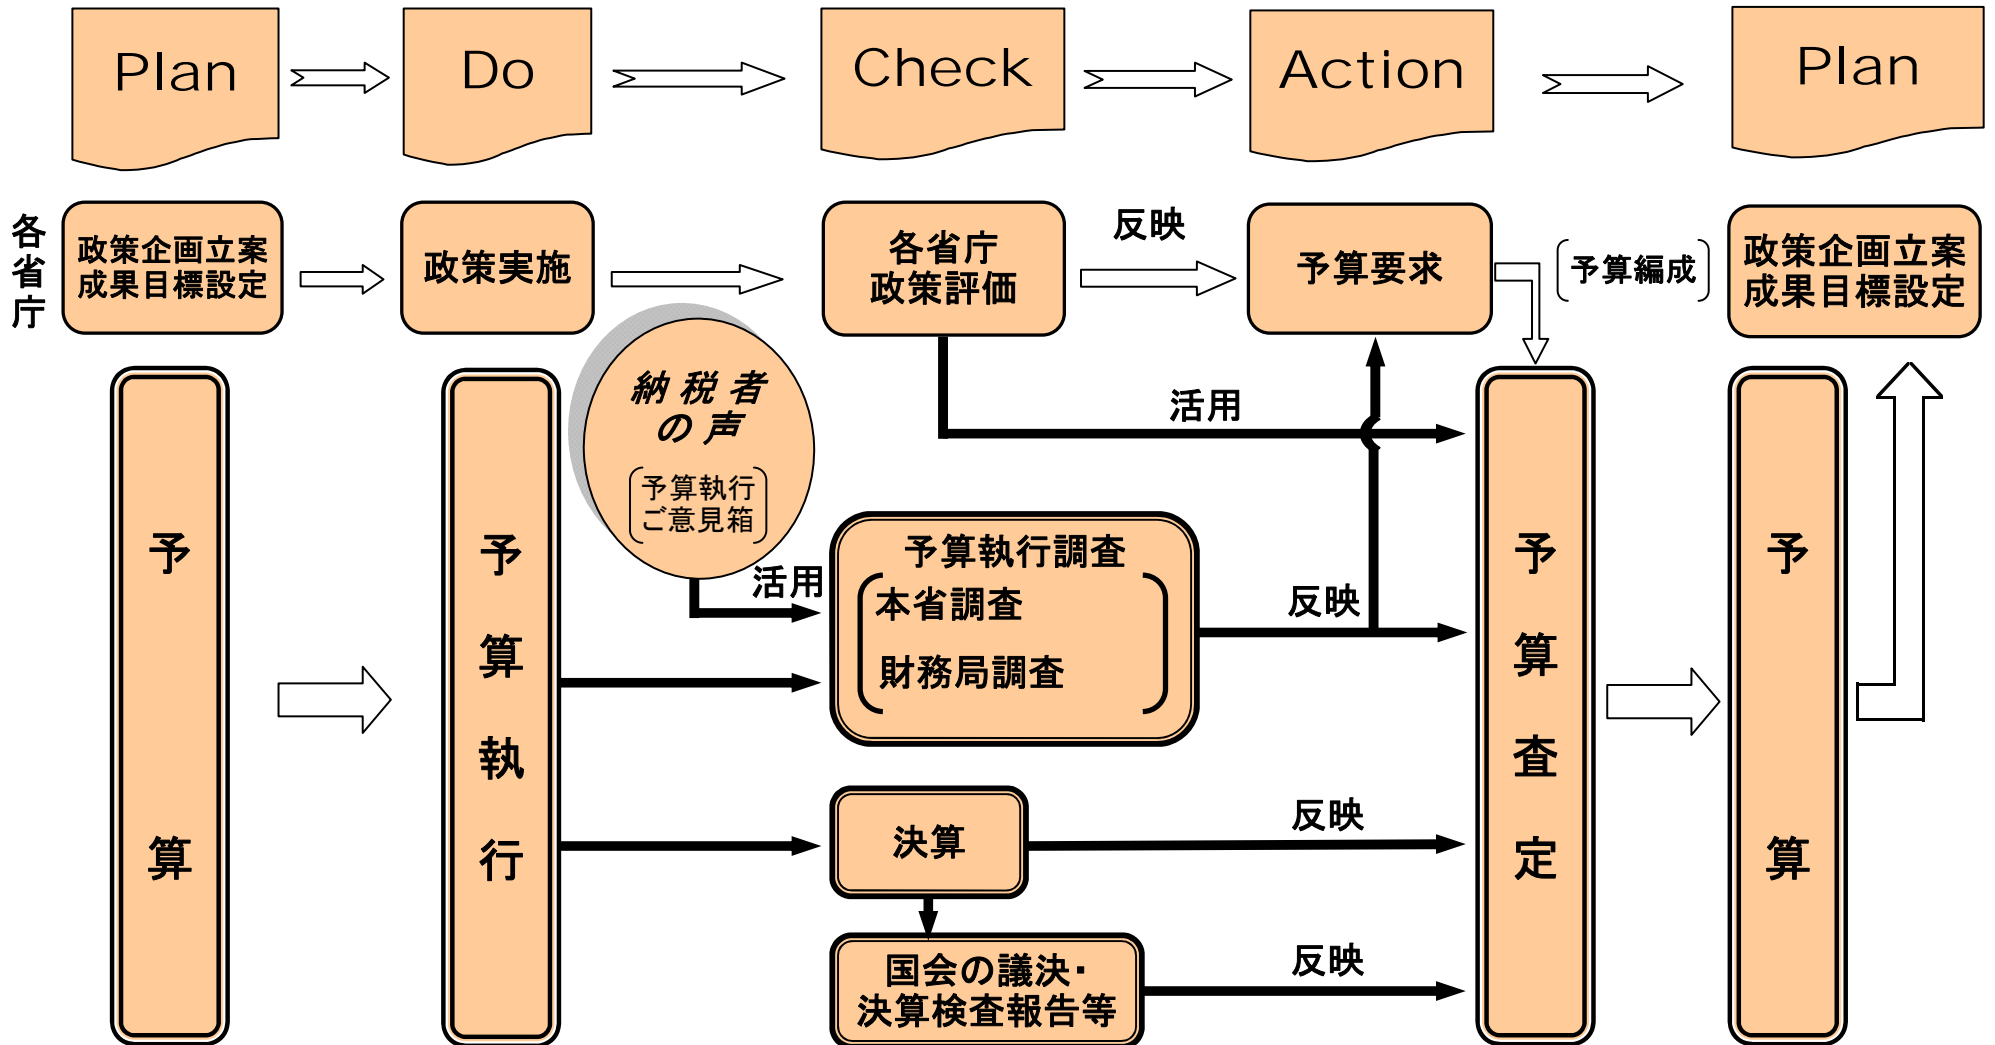 Plan
Do
Check
Action
Plan
各省庁
政策企画立案
成果目標設定
政策実施
各省庁
政策評価
反映
予算要求
予算編成
政策企画立案
成果目標設定
納税者
の声
予算執行
ご意見箱
活用
活用
予算
予算執行
予算執行調査
本省調査
財務局調査
反映
決算
反映
国会の議決・
決算検査報告等
反映
予算査定
予算